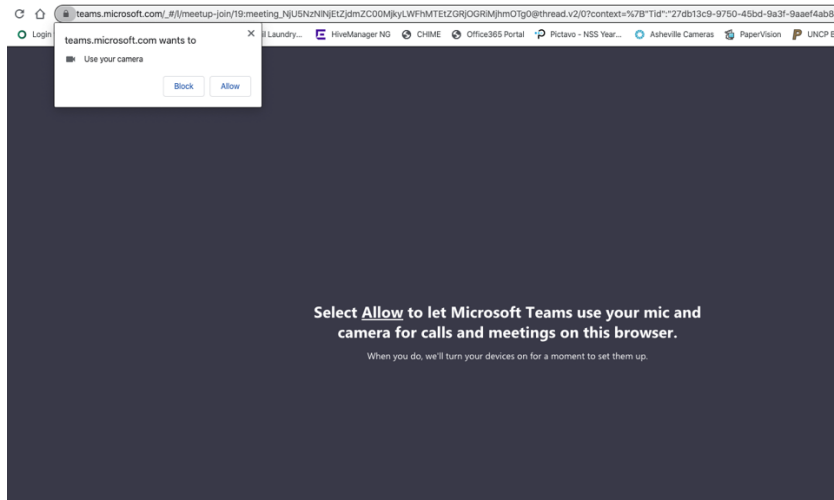 teams.microsoft.com/_#/l/meetup-join/19:meeting_NjU5NzNlNjEtZjdmZC00MjkyLWFhMTEtZGRjOGRiMjhmOTg0@thread.v2/0?context=%7B"Tid":"27db13c9-9750-45bd-9a3f-9aaef4ab8
Login
il Laundry... HiveManager NG CHIME Office365 Portal Pictavo - NSS Year... Asheville Cameras PaperVision UNCP
teams.microsoft.com wants to
Use your camera
Block Allow
Select Allow to let Microsoft Teams use your mic and
camera for calls and meetings on this browser.
When you do, we'll turn your devices on for a moment to set them up.